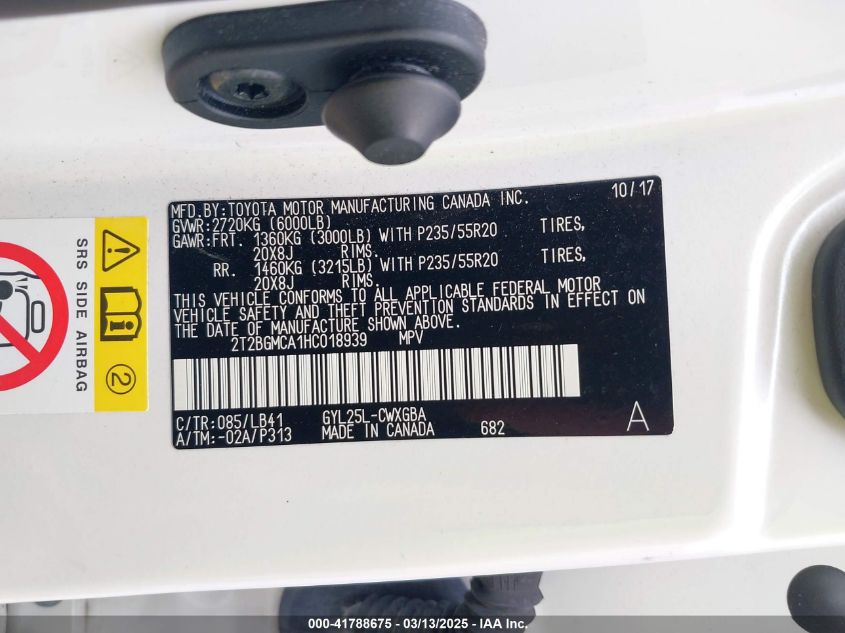 MFD.BY:TOYOTA MOTOR MANUFACTURING CANADA INC. 10/17
GVWR:2720KG (6000LB)
GAWR:FRT. 1360KG (3000LB) WITH P235/55R20 TIRES,
20X8J RIMS.
RR. 1460KG (3215LB) WITH P235/55R20 TIRES,
20X8J RIMS.
THIS VEHICLE CONFORMS TO ALL APPLICABLE FEDERAL MOTOR
VEHICLE SAFETY AND THEFT PREVENTION STANDARDS IN EFFECT ON
THE DATE OF MANUFACTURE SHOWN ABOVE.
2T2BGMCA1HC018939 MPV
C/TR:085/LB41 GYL25L-CWXGBA
A/TM:-02A/P313 MADE IN CANADA 682 A
SRS SIDE AIRBAG
2
000-41788675 - 03/13/2025 - IAA Inc.